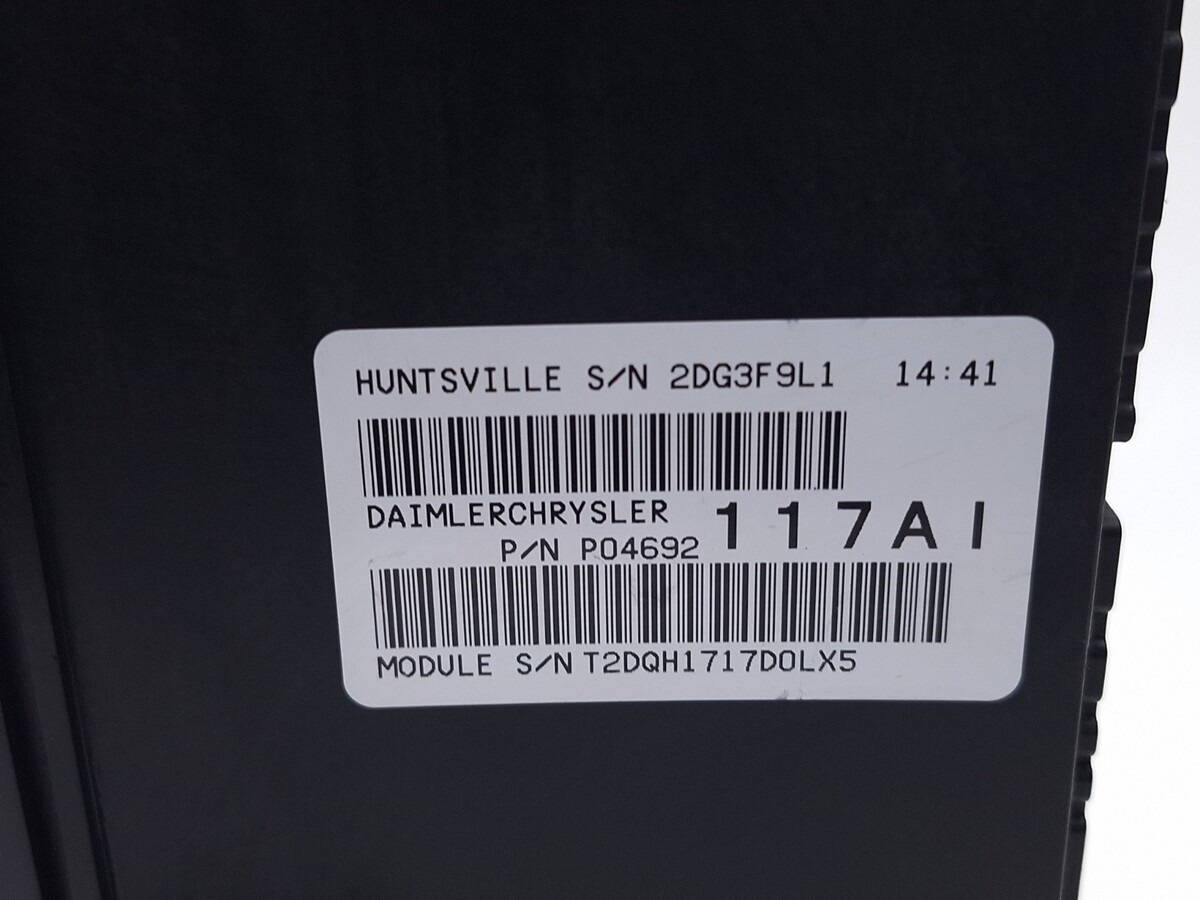 HUNTSVILLE S/N 2DG3F9L1 14:41
DAIMLERCHRYSLER
P/N P04692 117AI
MODULE S/N T2DQH1717D0LX5